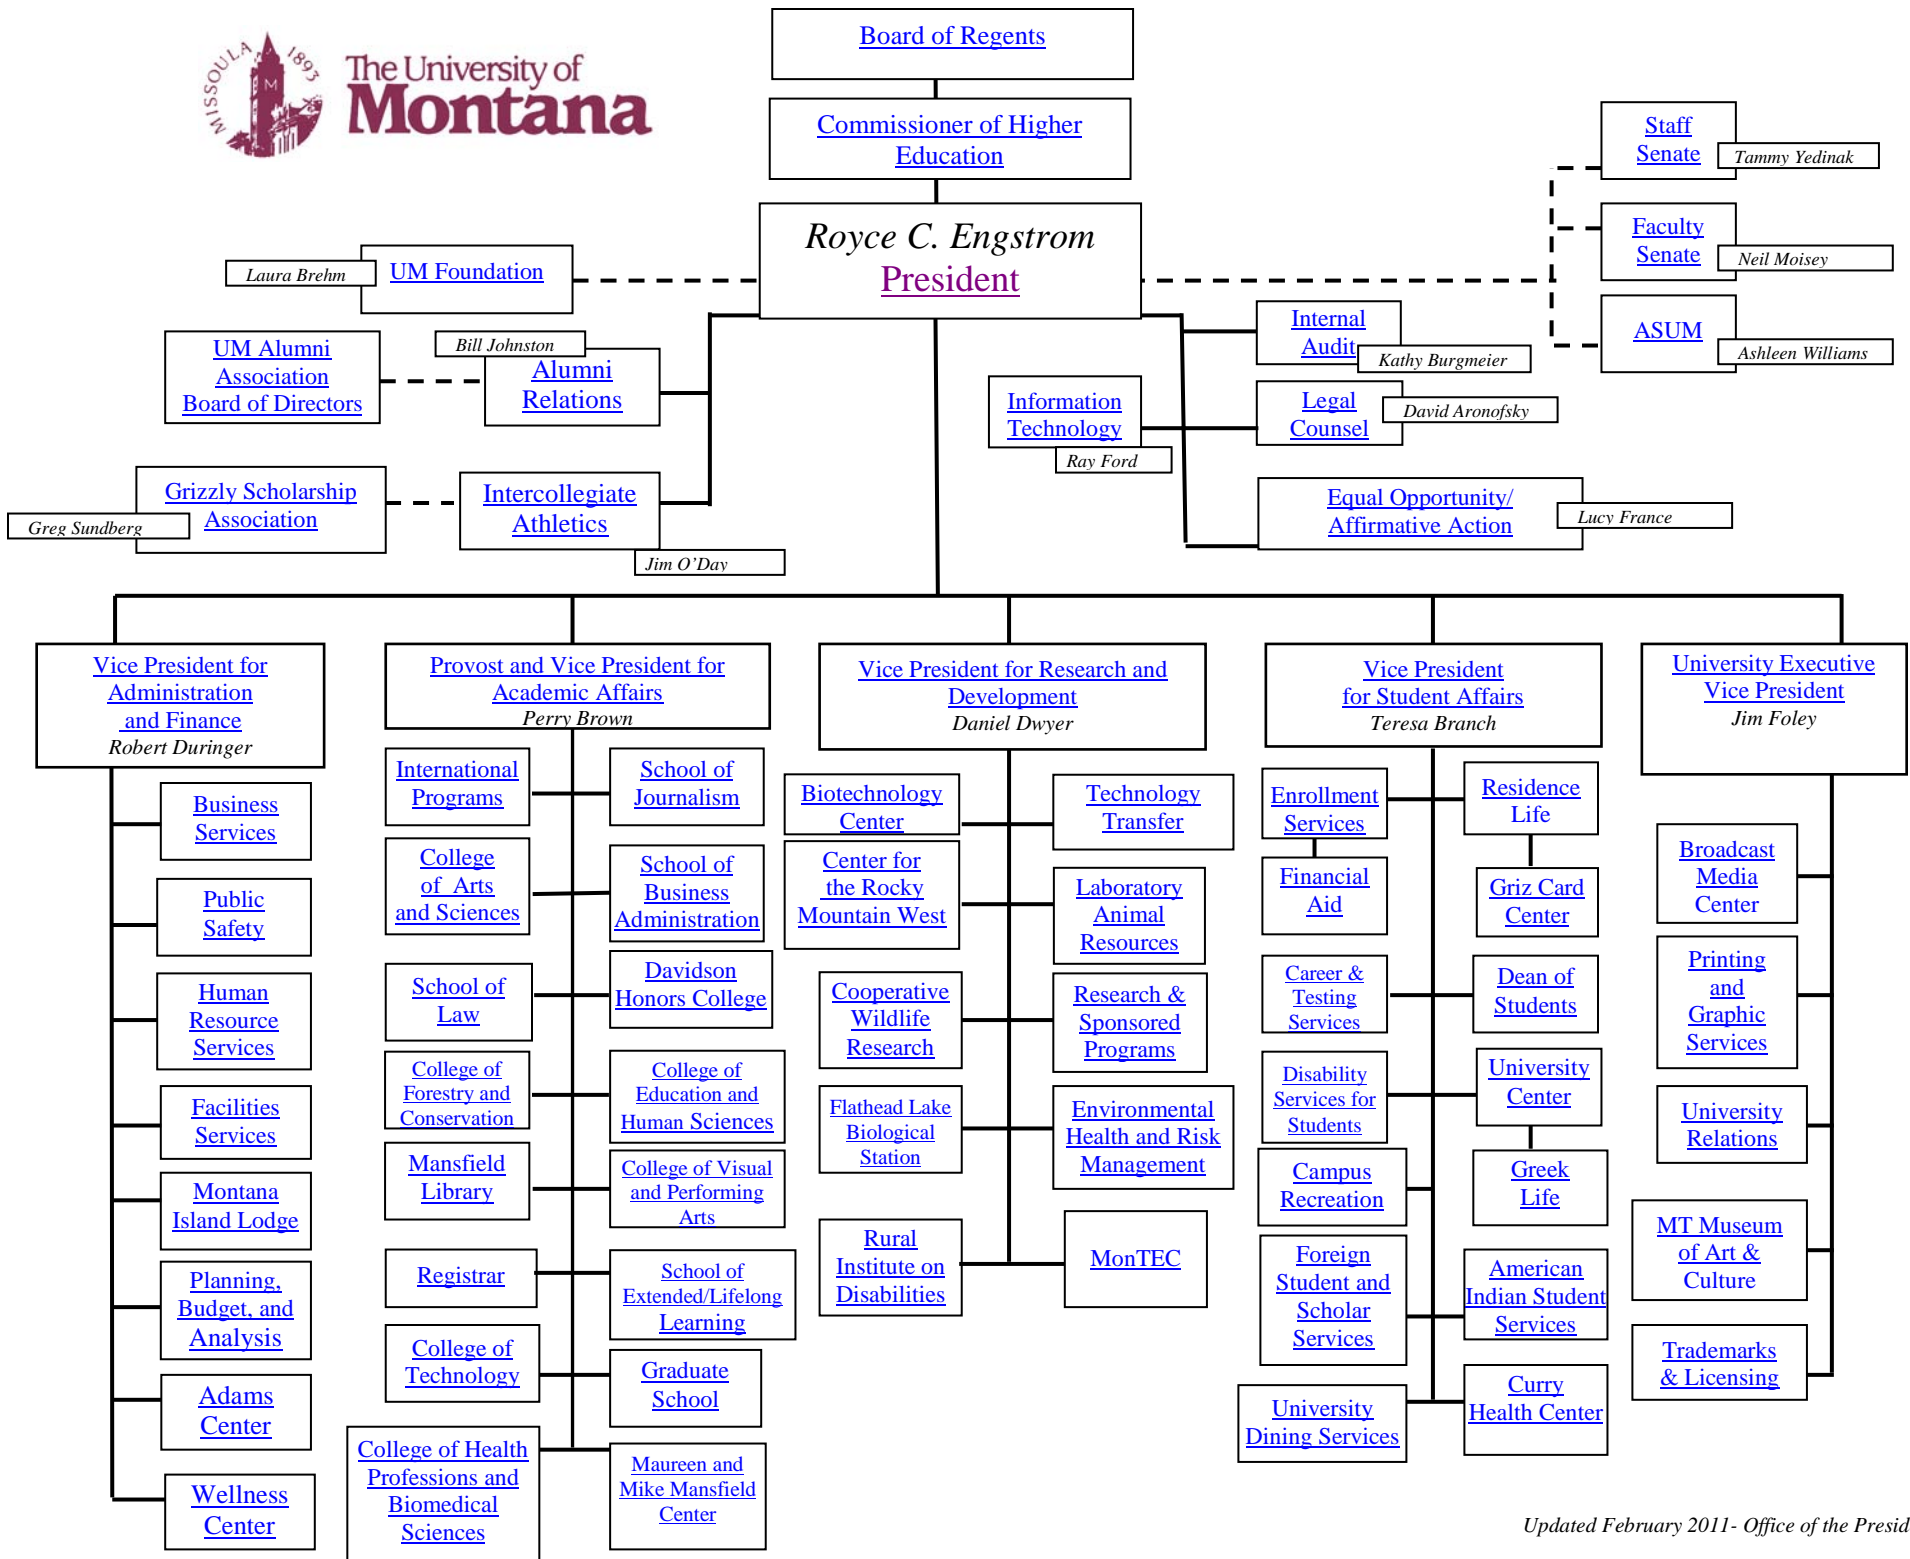 MISSOULA 1893
M
The University of
Montana
Board of Regents
Commissioner of Higher
Education
Royce C. Engstrom
President
Staff
Senate
Tammy Yedinak
Faculty
Senate
Neil Moisey
ASUM
Ashleen Williams
Laura Brehm
UM Foundation
UM Alumni
Association
Board of Directors
Bill Johnston
Alumni
Relations
Internal
Audit
Kathy Burgmeier
Information
Technology
Ray Ford
Legal
Counsel
David Aronofsky
Grizzly Scholarship
Association
Greg Sundberg
Intercollegiate
Athletics
Jim O'Day
Equal Opportunity/
Affirmative Action
Lucy France
Vice President for
Administration
and Finance
Robert Duringer
Business
Services
Public
Safety
Human
Resource
Services
Facilities
Services
Montana
Island Lodge
Planning,
Budget, and
Analysis
Adams
Center
Wellness
Center
Provost and Vice President for
Academic Affairs
Perry Brown
International
Programs
School of
Journalism
College
of Arts
and Sciences
School of
Business
Administration
School of
Law
Davidson
Honors College
College of
Forestry and
Conservation
College of
Education and
Human Sciences
Mansfield
Library
College of Visual
and Performing
Arts
Registrar
School of
Extended/Lifelong
Learning
College of
Technology
Graduate
School
College of Health
Professions and
Biomedical
Sciences
Maureen and
Mike Mansfield
Center
Vice President for Research and
Development
Daniel Dwyer
Biotechnology
Center
Technology
Transfer
Center for
the Rocky
Mountain West
Laboratory
Animal
Resources
Cooperative
Wildlife
Research
Research &
Sponsored
Programs
Flathead Lake
Biological
Station
Environmental
Health and Risk
Management
Rural
Institute on
Disabilities
MonTEC
Vice President
for Student Affairs
Teresa Branch
Enrollment
Services
Residence
Life
Financial
Aid
Griz Card
Center
Career &
Testing
Services
Dean of
Students
Disability
Services for
Students
University
Center
Campus
Recreation
Greek
Life
Foreign
Student and
Scholar
Services
American
Indian Student
Services
University
Dining Services
Curry
Health Center
University Executive
Vice President
Jim Foley
Broadcast
Media
Center
Printing
and
Graphic
Services
University
Relations
MT Museum
of Art &
Culture
Trademarks
& Licensing
Updated February 2011- Office of the Presid